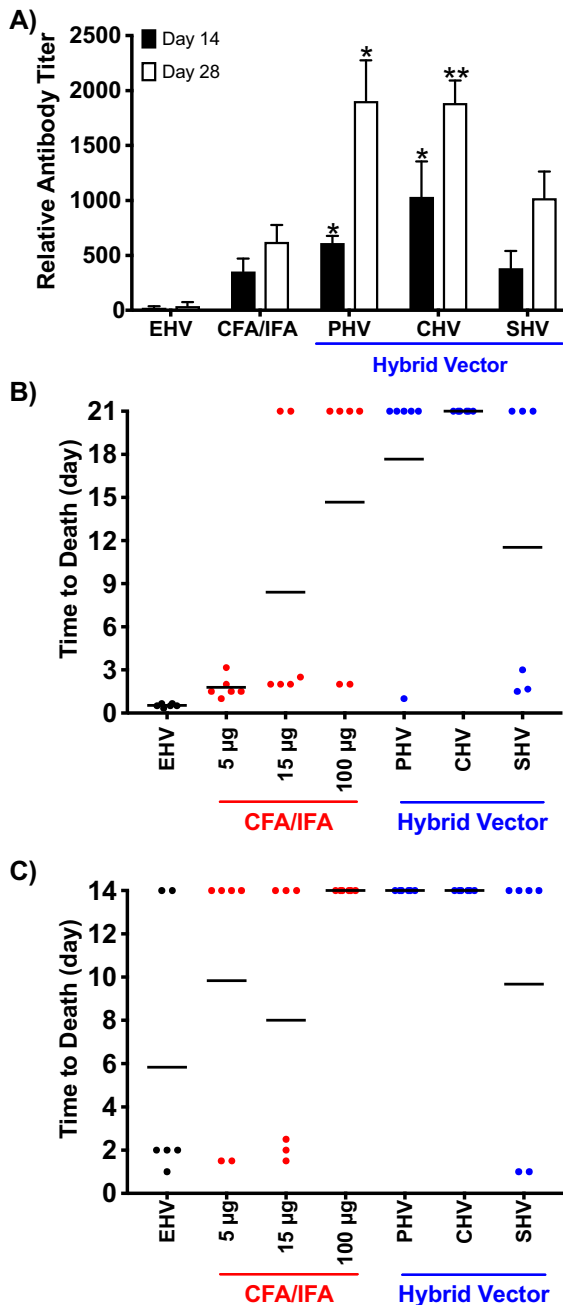 A)
Relative Antibody Titer
2500
2000
1500
1000
500
0
Day 14
Day 28
*
*
*
**
EHV CFA/IFA PHV CHV SHV
Hybrid Vector
B)
Time to Death (day)
21
18
15
12
9
6
3
0
EHV 5 µg 15 µg 100 µg PHV CHV SHV
CFA/IFA Hybrid Vector
C)
Time to Death (day)
14
12
10
8
6
4
2
0
EHV 5 µg 15 µg 100 µg PHV CHV SHV
CFA/IFA Hybrid Vector